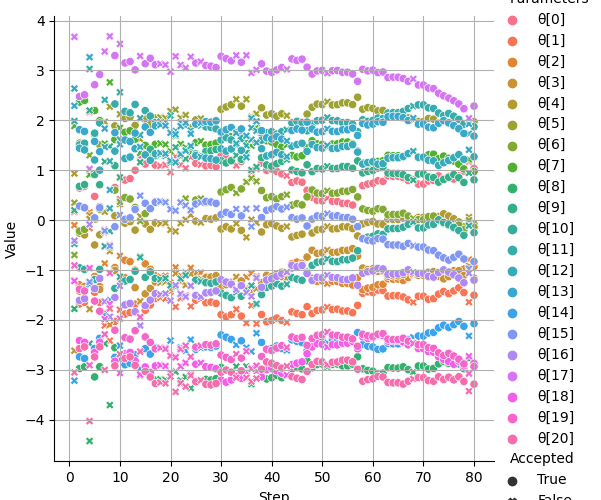 Parameters
θ[0]
θ[1]
θ[2]
θ[3]
θ[4]
θ[5]
θ[6]
θ[7]
θ[8]
θ[9]
θ[10]
θ[11]
θ[12]
θ[13]
θ[14]
θ[15]
θ[16]
θ[17]
θ[18]
θ[19]
θ[20]
Accepted
True
False
4
3
2
1
0
−1
−2
−3
−4
Value
0 10 20 30 40 50 60 70 80
Step